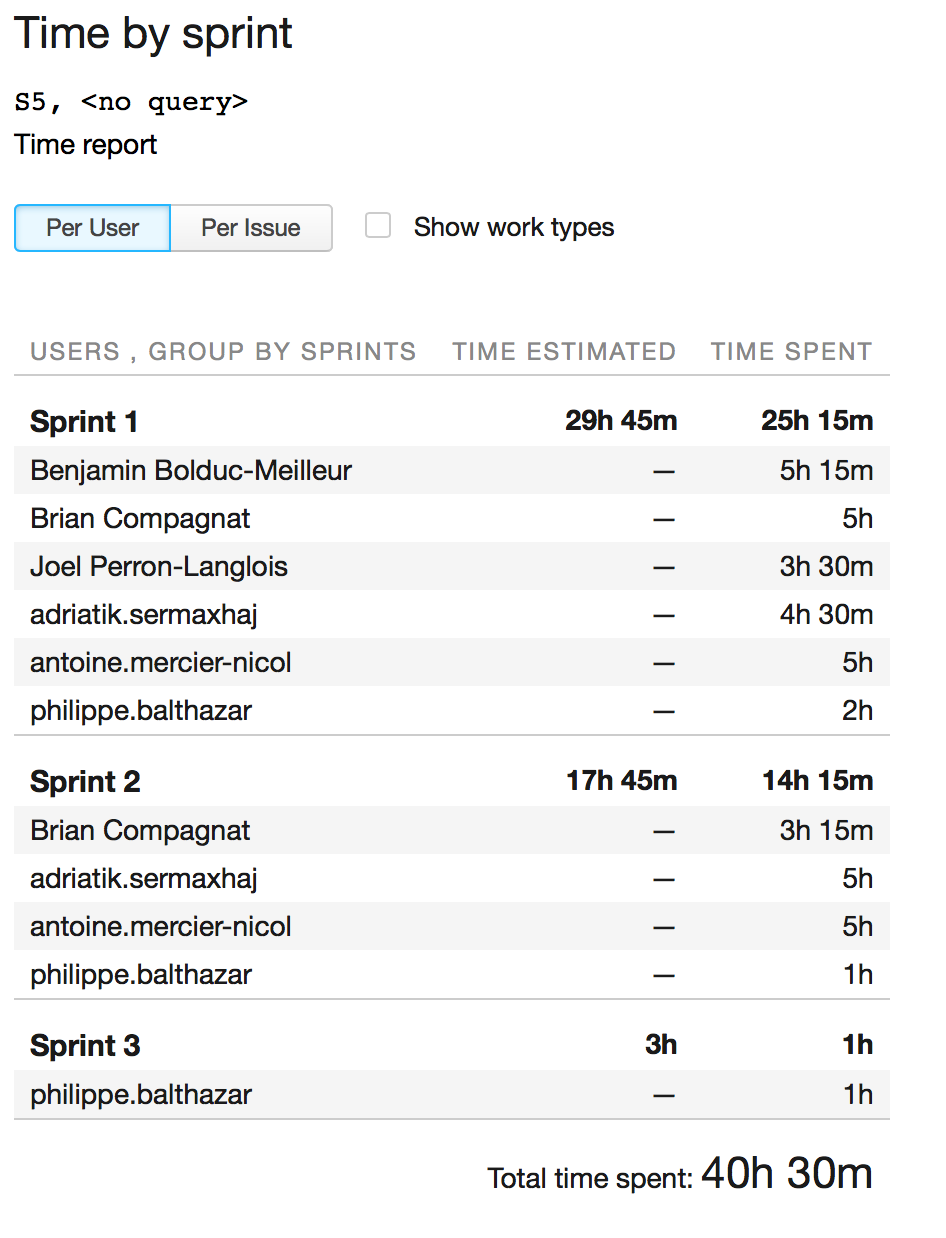 Time by sprint
S5, <no query>
Time report
Per User Per Issue Show work types
USERS , GROUP BY SPRINTS TIME ESTIMATED TIME SPENT
Sprint 1 29h 45m 25h 15m
Benjamin Bolduc-Meilleur — 5h 15m
Brian Compagnat — 5h
Joel Perron-Langlois — 3h 30m
adriatik.sermaxhaj — 4h 30m
antoine.mercier-nicol — 5h
philippe.balthazar — 2h
Sprint 2 17h 45m 14h 15m
Brian Compagnat — 3h 15m
adriatik.sermaxhaj — 5h
antoine.mercier-nicol — 5h
philippe.balthazar — 1h
Sprint 3 3h 1h
philippe.balthazar — 1h
Total time spent: 40h 30m